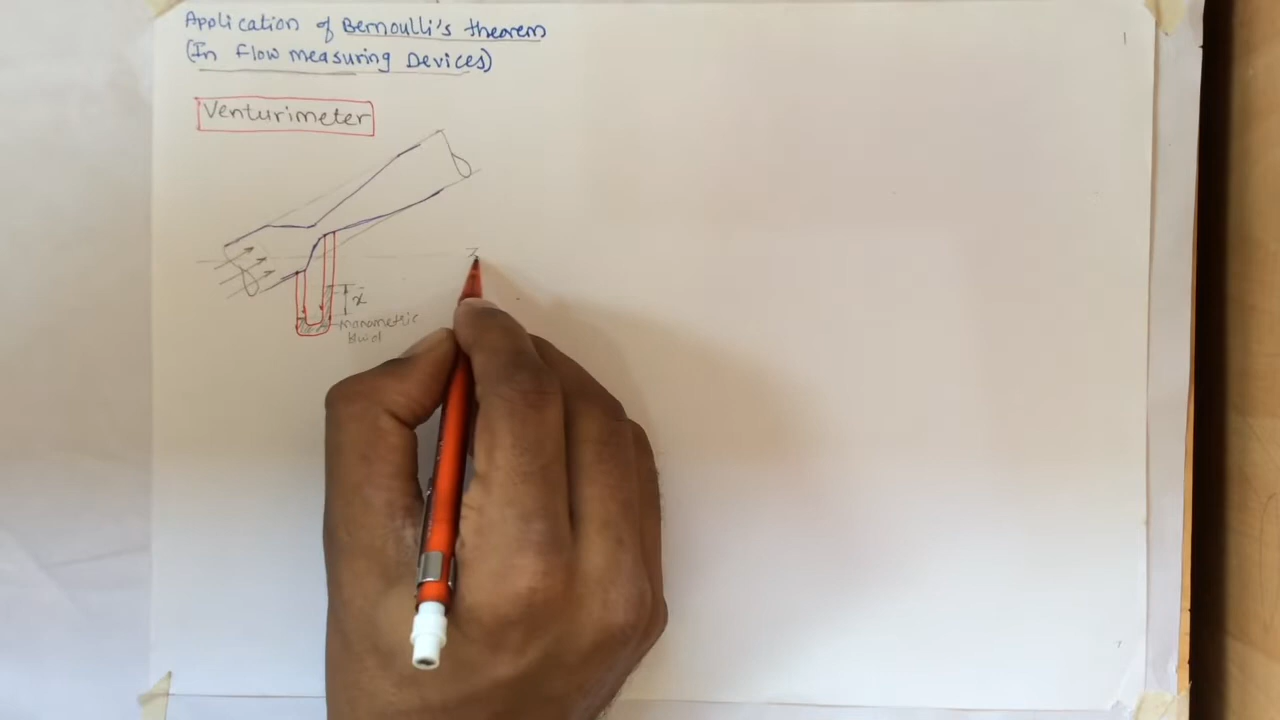 Application of Bernoulli's theorem
(In Flow measuring Devices)
Venturimeter
x
Manometric
fluid